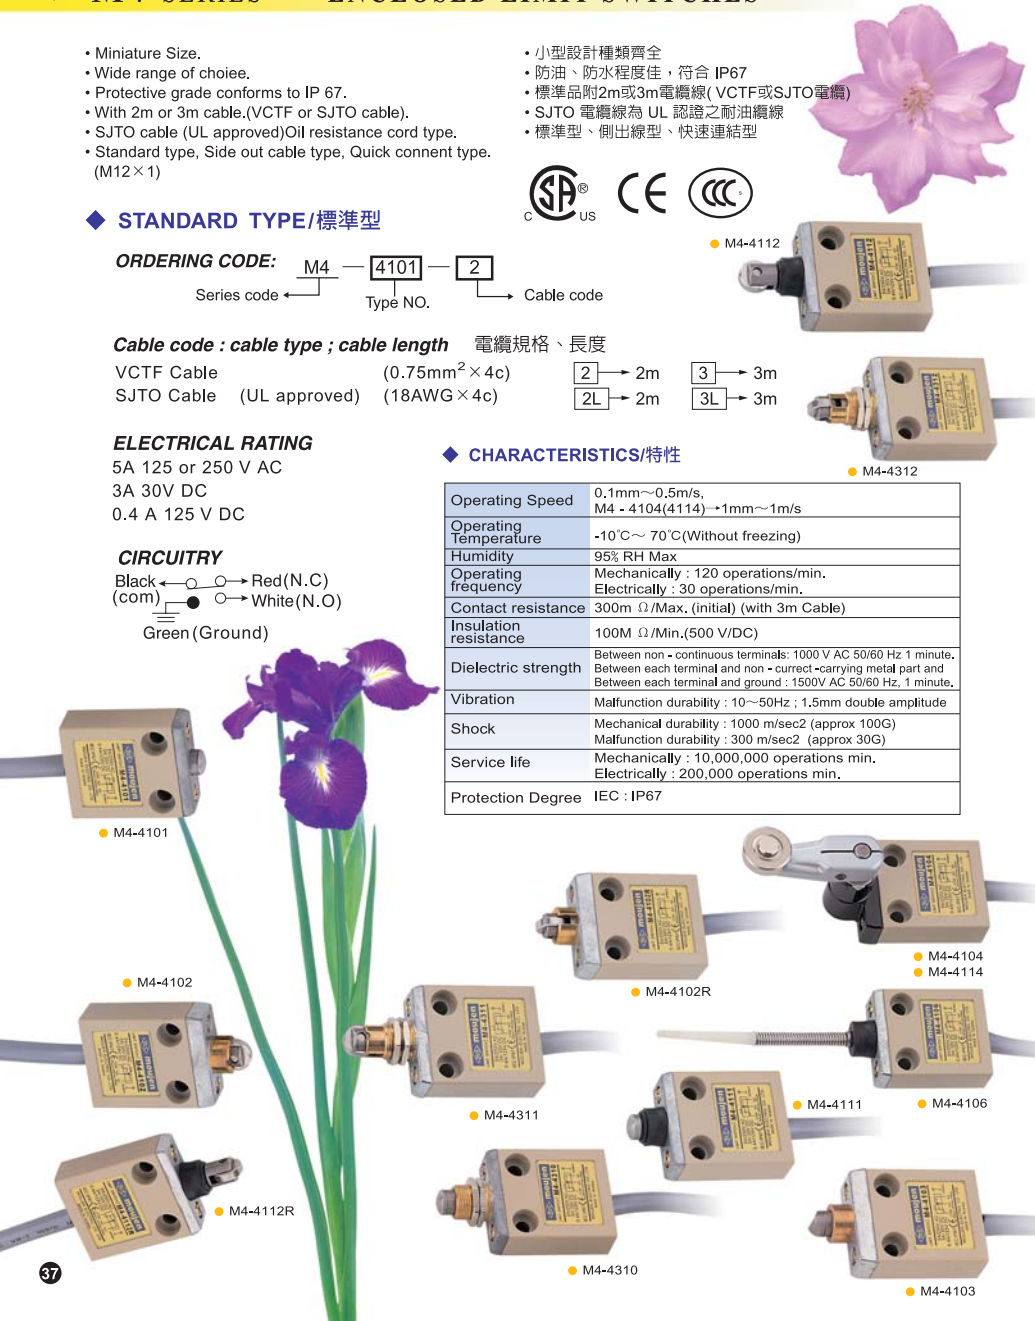 M4 SERIES ENCLOSED LIMIT SWITCHES
• Miniature Size.
• Wide range of choiee.
• Protective grade conforms to IP 67.
• With 2m or 3m cable.(VCTF or SJTO cable).
• SJTO cable (UL approved)Oil resistance cord type.
• Standard type, Side out cable type, Quick connent type.
(M12×1)
• 小型設計種類齊全
• 防油、防水程度佳，符合 IP67
• 標準品附2m或3m電纜線( VCTF或SJTO電纜)
• SJTO 電纜線為 UL 認證之耐油纜線
• 標準型、側出線型、快速連結型
C SA ® US CE CCC S
◆ STANDARD TYPE/標準型
ORDERING CODE: M4 — 4101 — 2
Series code
Type NO.
Cable code
Cable code : cable type ; cable length 電纜規格、長度
VCTF Cable (0.75mm²×4c) 2 → 2m 3 → 3m
SJTO Cable (UL approved) (18AWG×4c) 2L → 2m 3L → 3m
ELECTRICAL RATING
5A 125 or 250 V AC
3A 30V DC
0.4 A 125 V DC
CIRCUITRY
Black (com)
Red(N.C)
White(N.O)
Green(Ground)
◆ CHARACTERISTICS/特性
Operating Speed 0.1mm～0.5m/s,
M4 - 4104(4114)→1mm～1m/s
Operating Temperature -10℃～ 70℃(Without freezing)
Humidity 95% RH Max
Operating frequency Mechanically : 120 operations/min.
Electrically : 30 operations/min.
Contact resistance 300m Ω/Max. (initial) (with 3m Cable)
Insulation resistance 100M Ω/Min.(500 V/DC)
Dielectric strength Between non - continuous terminals: 1000 V AC 50/60 Hz 1 minute.
Between each terminal and non - currect -carrying metal part and
Between each terminal and ground : 1500V AC 50/60 Hz, 1 minute.
Vibration Malfunction durability : 10～50Hz ; 1.5mm double amplitude
Shock Mechanical durability : 1000 m/sec2 (approx 100G)
Malfunction durability : 300 m/sec2 (approx 30G)
Service life Mechanically : 10,000,000 operations min.
Electrically : 200,000 operations min.
Protection Degree IEC : IP67
M4-4112
M4-4312
M4-4101
M4-4104
M4-4114
M4-4102R
M4-4102
M4-4311
M4-4111
M4-4106
M4-4112R
M4-4310
M4-4103
37